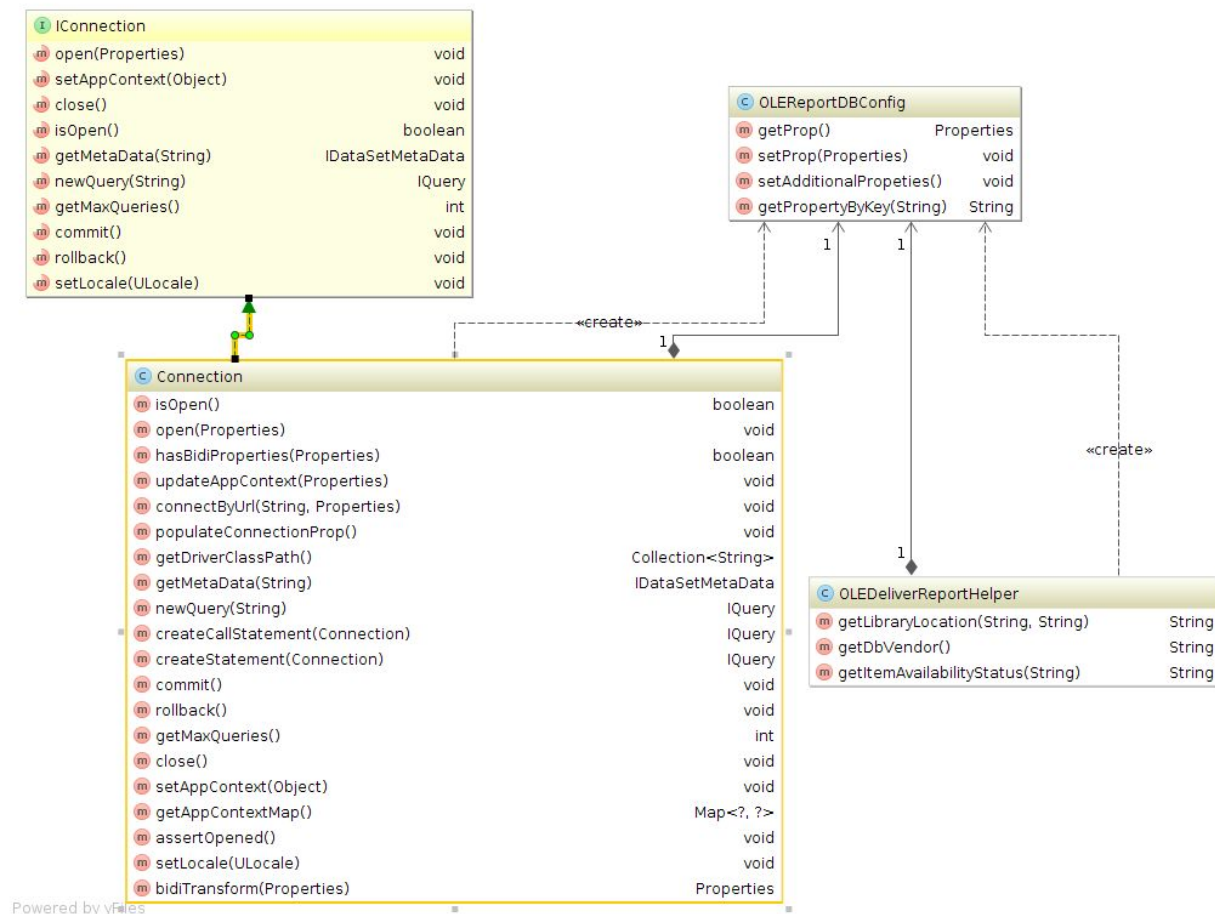 IConnection
open(Properties) void
setAppContext(Object) void
close() void
isOpen() boolean
getMetaData(String) IDataSetMetaData
newQuery(String) IQuery
getMaxQueries() int
commit() void
rollback() void
setLocale(ULocale) void
OLEReportDBConfig
getProp() Properties
setProp(Properties) void
setAdditionalPropeties() void
getPropertyByKey(String) String
1
1
«create»
1
«create»
1
Connection
isOpen() boolean
open(Properties) void
hasBidiProperties(Properties) boolean
updateAppContext(Properties) void
connectByUrl(String, Properties) void
populateConnectionProp() void
getDriverClassPath() Collection<String>
getMetaData(String) IDataSetMetaData
newQuery(String) IQuery
createCallStatement(Connection) IQuery
createStatement(Connection) IQuery
commit() void
rollback() void
getMaxQueries() int
close() void
setAppContext(Object) void
getAppContextMap() Map<?, ?>
assertOpened() void
setLocale(ULocale) void
bidiTransform(Properties) Properties
OLEDeliverReportHelper
getLibraryLocation(String, String) String
getDbVendor() String
getItemAvailabilityStatus(String) String
Powered by yFiles